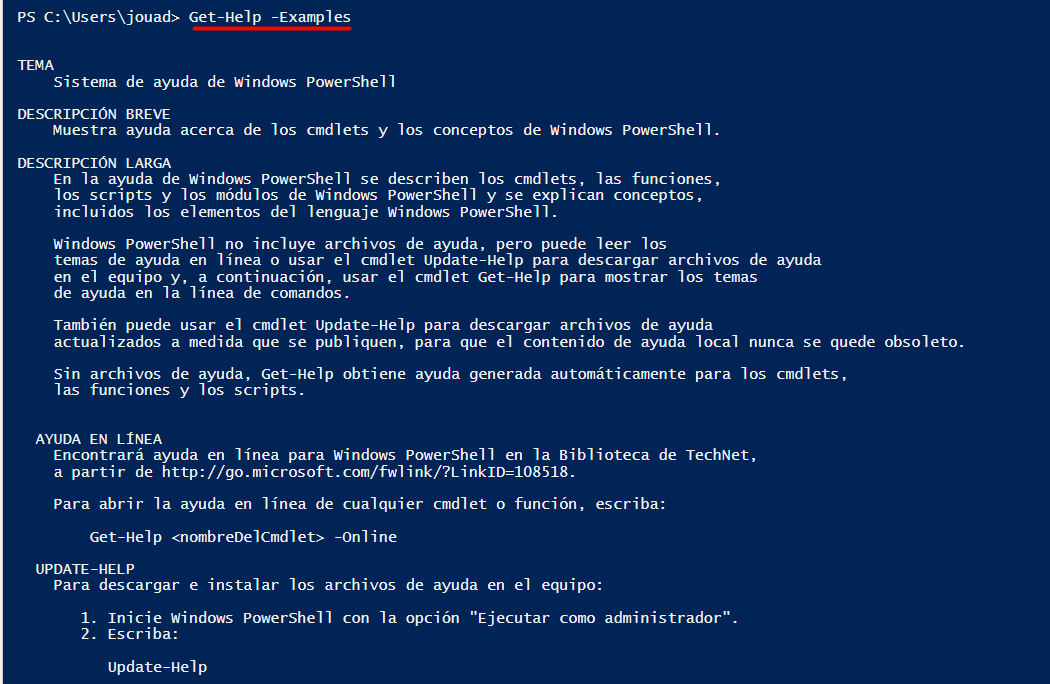 PS C:\Users\jouad> Get-Help -Examples
TEMA
Sistema de ayuda de Windows PowerShell
DESCRIPCIÓN BREVE
Muestra ayuda acerca de los cmdlets y los conceptos de Windows PowerShell.
DESCRIPCIÓN LARGA
En la ayuda de Windows PowerShell se describen los cmdlets, las funciones,
los scripts y los módulos de Windows PowerShell y se explican conceptos,
incluidos los elementos del lenguaje Windows PowerShell.
Windows PowerShell no incluye archivos de ayuda, pero puede leer los
temas de ayuda en línea o usar el cmdlet Update-Help para descargar archivos de ayuda
en el equipo y, a continuación, usar el cmdlet Get-Help para mostrar los temas
de ayuda en la línea de comandos.
También puede usar el cmdlet Update-Help para descargar archivos de ayuda
actualizados a medida que se publiquen, para que el contenido de ayuda local nunca se quede obsoleto.
Sin archivos de ayuda, Get-Help obtiene ayuda generada automáticamente para los cmdlets,
las funciones y los scripts.
AYUDA EN LÍNEA
Encontrará ayuda en línea para Windows PowerShell en la Biblioteca de TechNet,
a partir de http://go.microsoft.com/fwlink/?LinkID=108518.
Para abrir la ayuda en línea de cualquier cmdlet o función, escriba:
Get-Help <nombreDelCmdlet> -Online
UPDATE-HELP
Para descargar e instalar los archivos de ayuda en el equipo:
1. Inicie Windows PowerShell con la opción "Ejecutar como administrador".
2. Escriba:
Update-Help